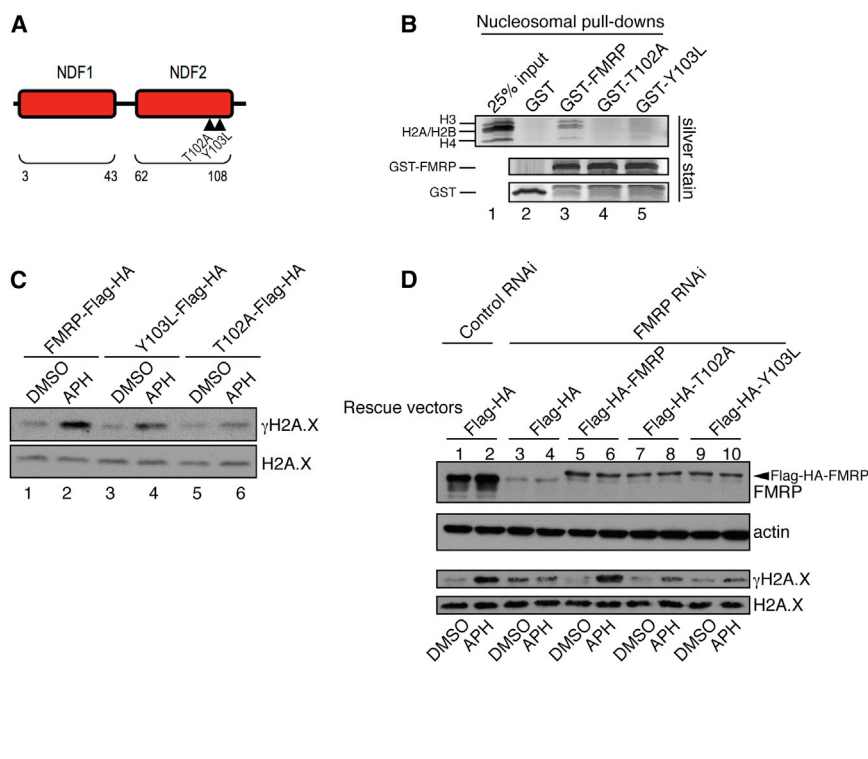 A
NDF1 NDF2
T102A
Y103L
3 43 62 108
B
Nucleosomal pull-downs
25% input
GST
GST-FMRP
GST-T102A
GST-Y103L
H3
H2A/H2B
H4
GST-FMRP
GST
silver stain
1 2 3 4 5
C
FMRP-Flag-HA
Y103L-Flag-HA
T102A-Flag-HA
DMSO APH DMSO APH DMSO APH
γH2A.X
H2A.X
1 2 3 4 5 6
D
Control RNAi
FMRP RNAi
Rescue vectors
Flag-HA
Flag-HA
Flag-HA-FMRP
Flag-HA-T102A
Flag-HA-Y103L
1 2 3 4 5 6 7 8 9 10
Flag-HA-FMRP
FMRP
actin
γH2A.X
H2A.X
DMSO APH DMSO APH DMSO APH DMSO APH DMSO APH